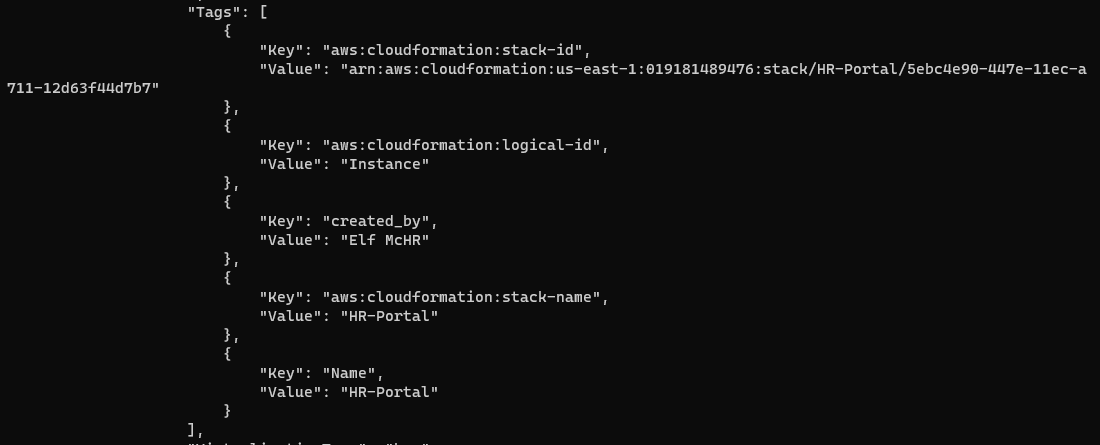 "Tags": [
{
"Key": "aws:cloudformation:stack-id",
"Value": "arn:aws:cloudformation:us-east-1:019181489476:stack/HR-Portal/5ebc4e90-447e-11ec-a
711-12d63f44d7b7"
},
{
"Key": "aws:cloudformation:logical-id",
"Value": "Instance"
},
{
"Key": "created_by",
"Value": "Elf McHR"
},
{
"Key": "aws:cloudformation:stack-name",
"Value": "HR-Portal"
},
{
"Key": "Name",
"Value": "HR-Portal"
}
],